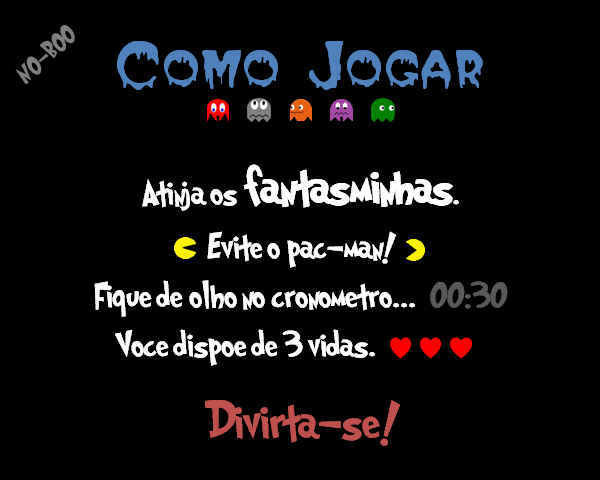 NO-BOO
Como Jogar
Atinja os fantasminhas.
Evite o pac-man!
Fique de olho no cronometro... 00:30
Voce dispoe de 3 vidas.
Divirta-se!